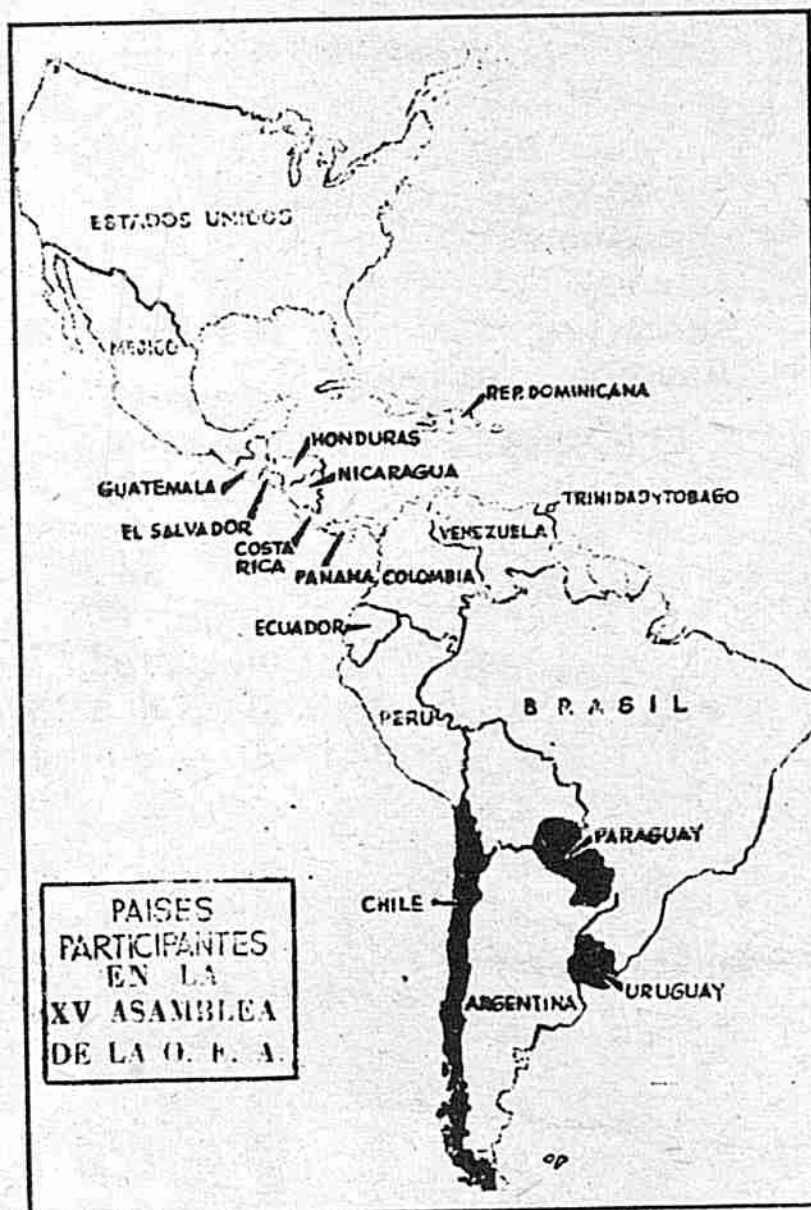 ESTADOS UNIDOS
MEXICO
REP. DOMINICANA
HONDURAS
GUATEMALA
NICARAGUA
EL SALVADOR
TRINIDAD Y TOBAGO
COSTA
RICA
VENEZUELA
PANAMA
COLOMBIA
ECUADOR
PERU
BRASIL
PARAGUAY
CHILE
ARGENTINA
URUGUAY
PAISES
PARTICIPANTES
EN LA
XV ASAMBLEA
DE LA O. E. A.